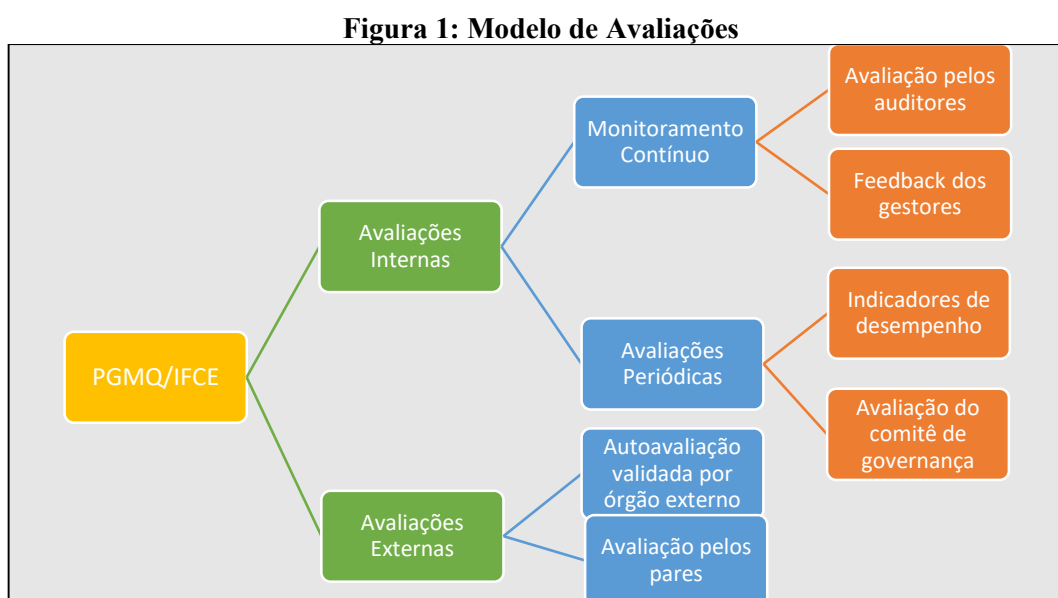 Figura 1: Modelo de Avaliações
PGMQ/IFCE
Avaliações
Internas
Monitoramento
Contínuo
Avaliação pelos
auditores
Feedback dos
gestores
Avaliações
Periódicas
Indicadores de
desempenho
Avaliação do
comitê de
governança
Avaliações
Externas
Autoavaliação
validada por
órgão externo
Avaliação pelos
pares